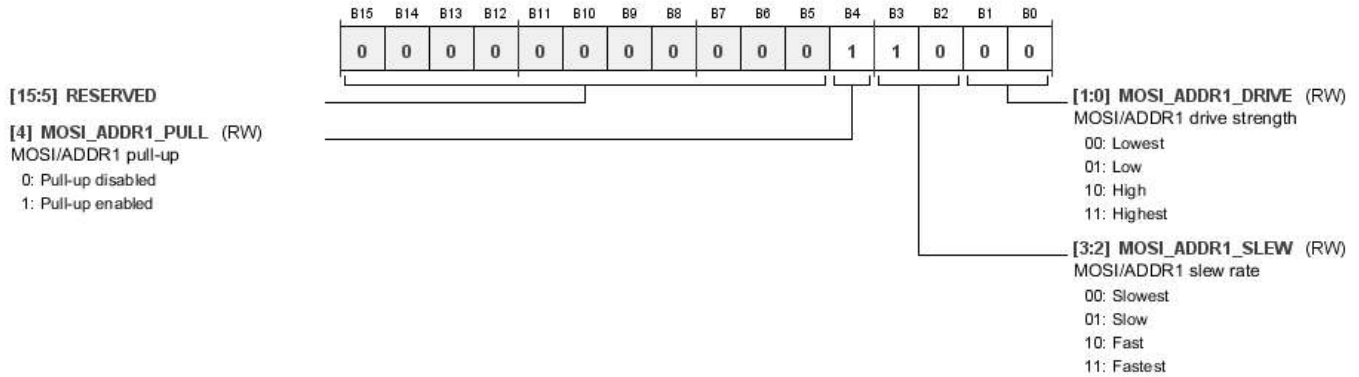 B15 B14 B13 B12 B11 B10 B9 B8 B7 B6 B5 B4 B3 B2 B1 B0
0 0 0 0 0 0 0 0 0 0 0 1 1 0 0 0
[15:5] RESERVED
[4] MOSI_ADDR1_PULL (RW)
MOSI/ADDR1 pull-up
0: Pull-up disabled
1: Pull-up enabled
[1:0] MOSI_ADDR1_DRIVE (RW)
MOSI/ADDR1 drive strength
00: Lowest
01: Low
10: High
11: Highest
[3:2] MOSI_ADDR1_SLEW (RW)
MOSI/ADDR1 slew rate
00: Slowest
01: Slow
10: Fast
11: Fastest